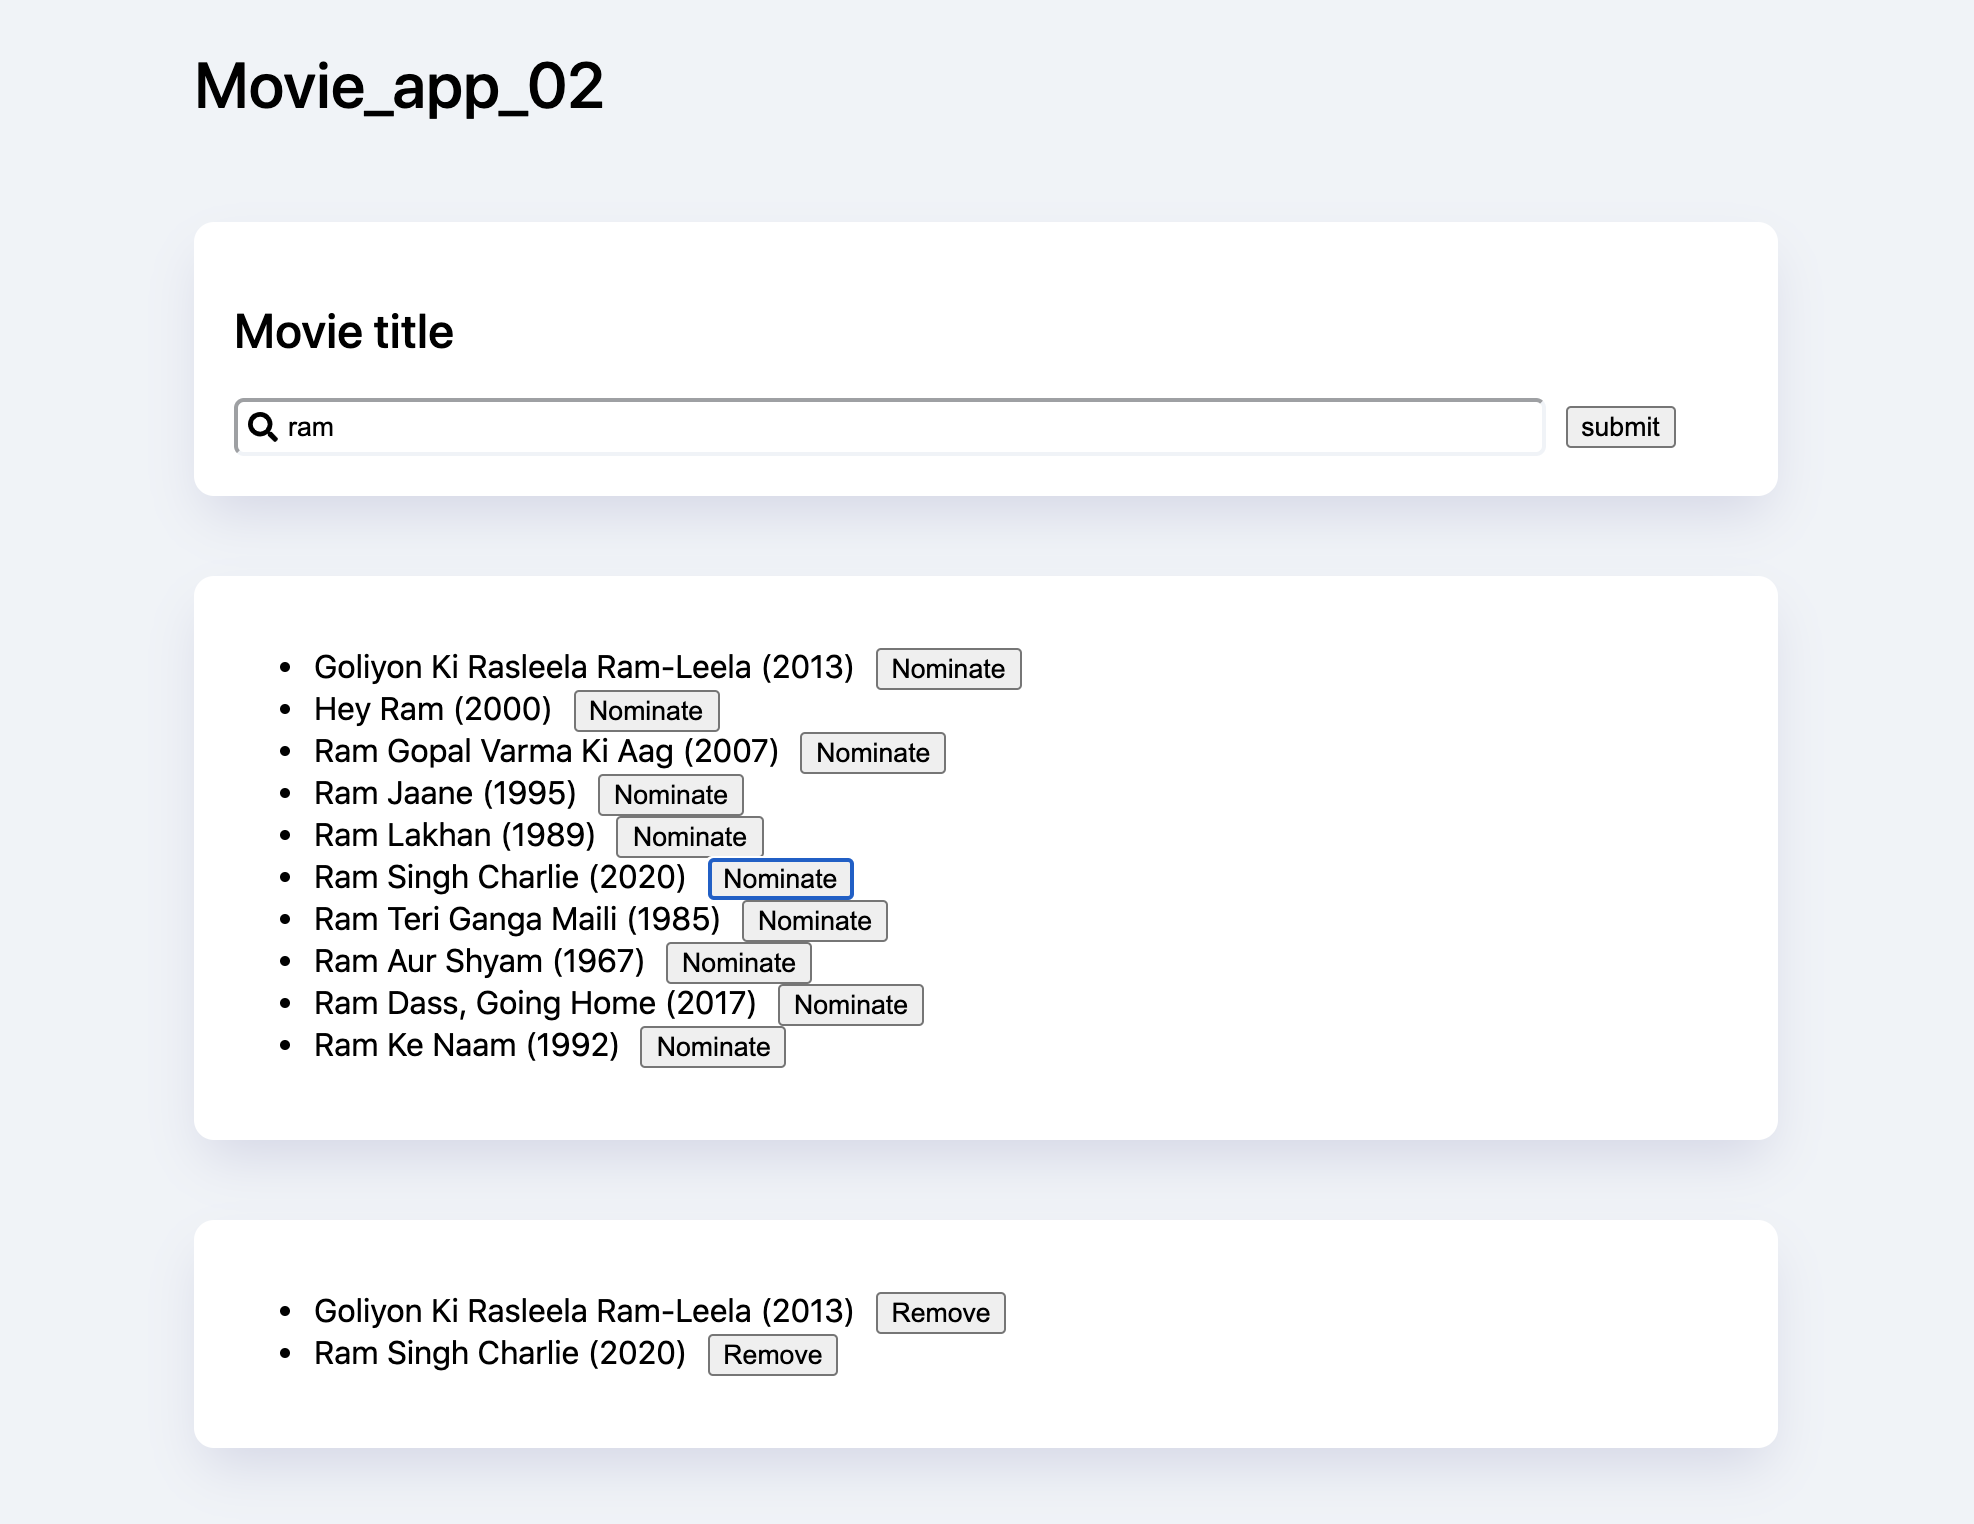 Movie_app_02
Movie title
ram submit
Goliyon Ki Rasleela Ram-Leela (2013) Nominate
Hey Ram (2000) Nominate
Ram Gopal Varma Ki Aag (2007) Nominate
Ram Jaane (1995) Nominate
Ram Lakhan (1989) Nominate
Ram Singh Charlie (2020) Nominate
Ram Teri Ganga Maili (1985) Nominate
Ram Aur Shyam (1967) Nominate
Ram Dass, Going Home (2017) Nominate
Ram Ke Naam (1992) Nominate
Goliyon Ki Rasleela Ram-Leela (2013) Remove
Ram Singh Charlie (2020) Remove